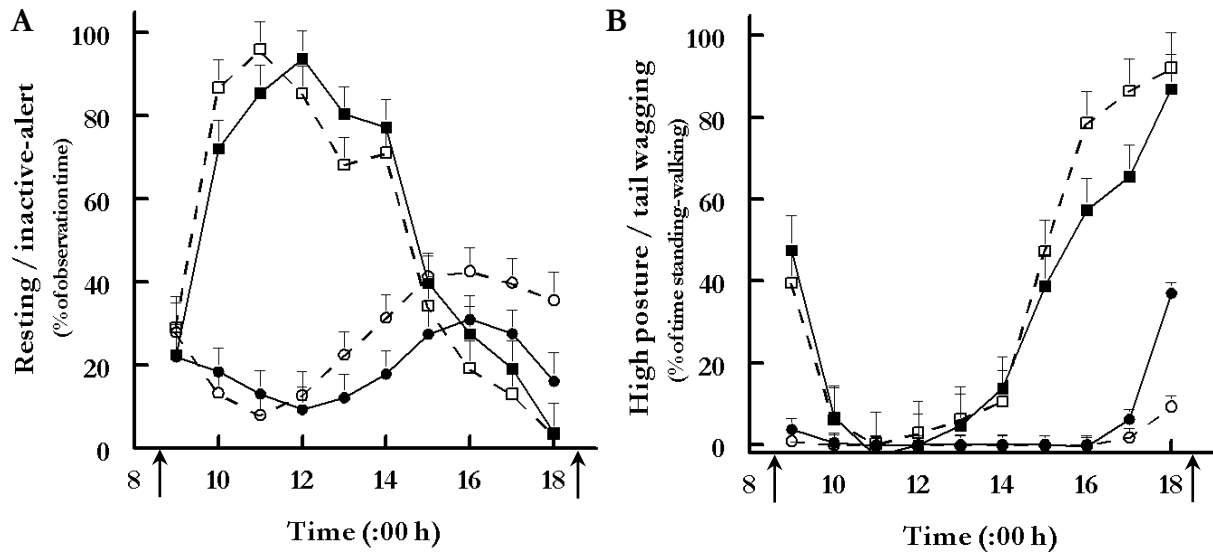 A
Resting / inactive-alert
(% of observation time)
100
80
60
40
20
0
8 10 12 14 16 18
Time (:00 h)
B
High posture / tail wagging
(% of time standing-walking)
100
80
60
40
20
0
8 10 12 14 16 18
Time (:00 h)